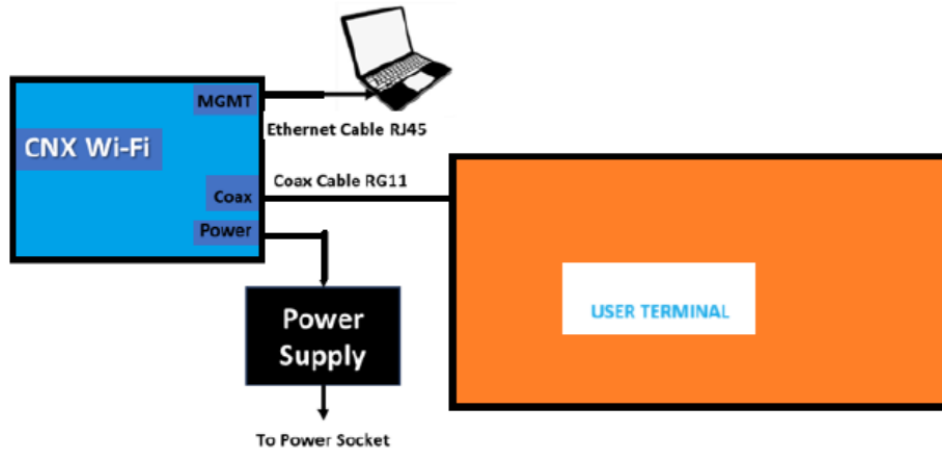 MGMT
Ethernet Cable RJ45
CNX Wi-Fi
Coax Cable RG11
Coax
Power
Power
Supply
USER TERMINAL
To Power Socket